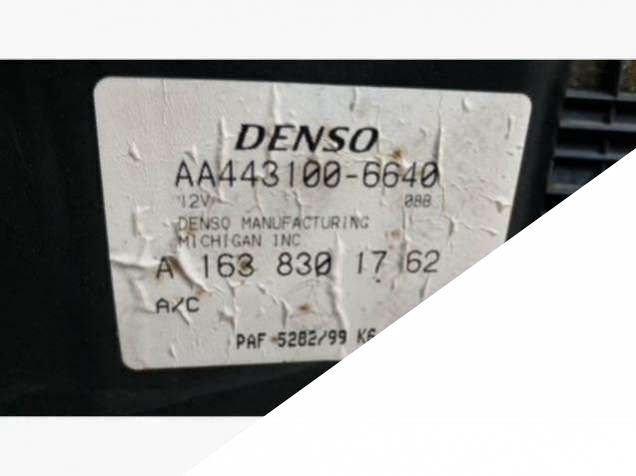 DENSO
AA443100-6640
12V 088
DENSO MANUFACTURING
MICHIGAN INC
A 163 830 17 62
A/C
PAF 5282/99